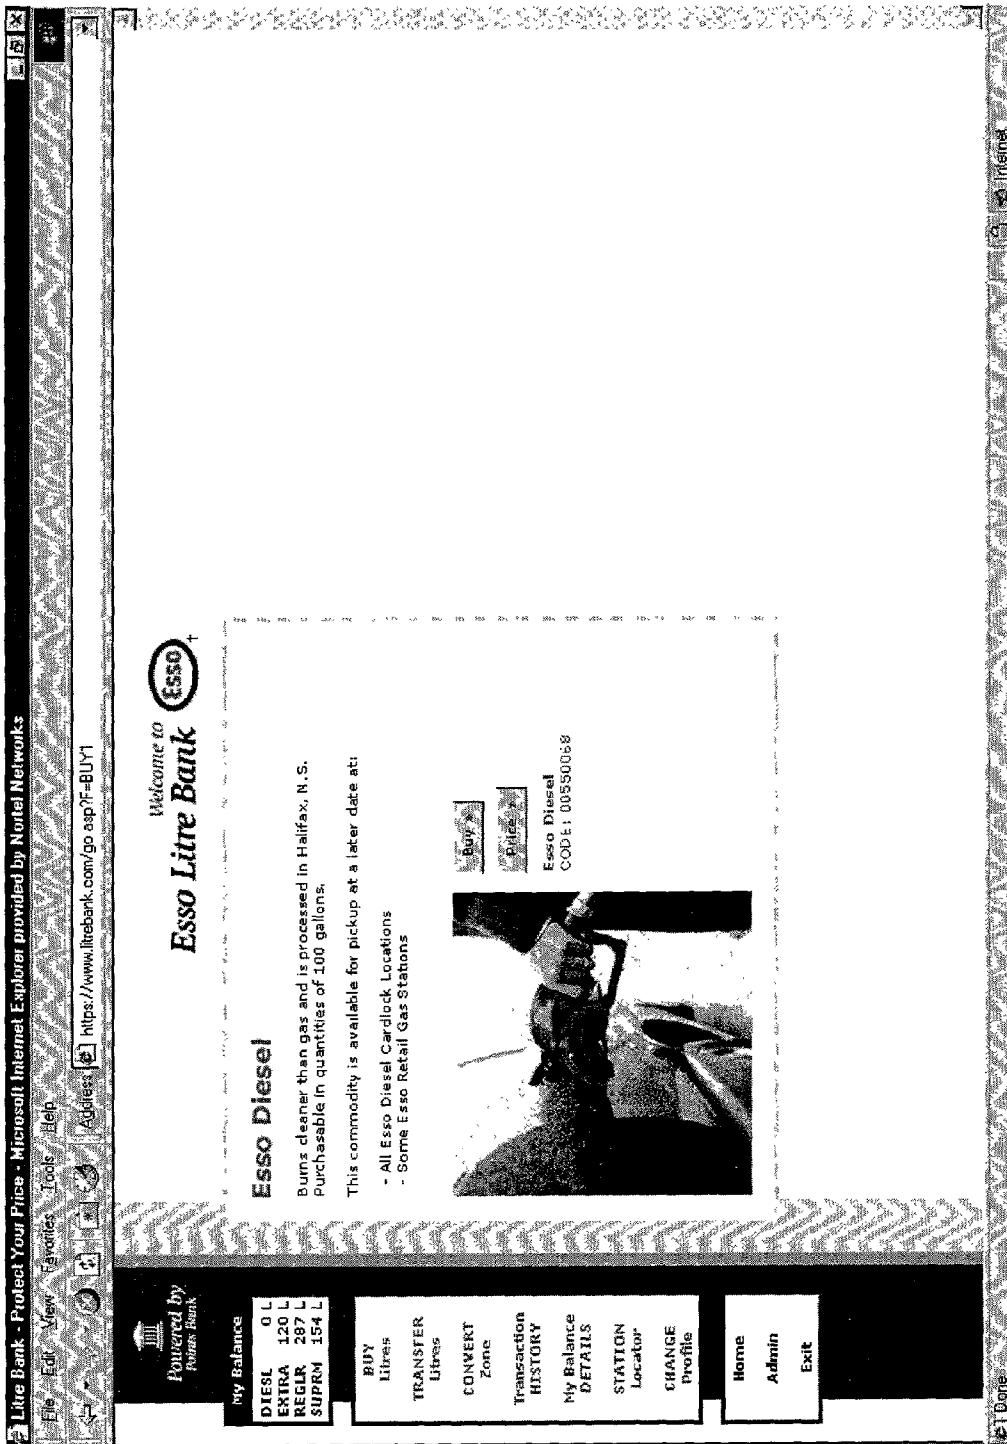 Litre Bank - Protect Your Price - Microsoft Internet Explorer provided by Nortel Networks
File Edit View Favorites Tools Help
Address https://www.litrebank.com/go.asp?F=BUY1
Powered by
Points Bank
My Balance
DIESL 0 L
EXTRA 120 L
REGLR 287 L
SUPRM 154 L
BUY
Litres
TRANSFER
Litres
CONVERT
Zone
Transaction
HISTORY
My Balance
DETAILS
STATION
Locator
CHANGE
Profile
Home
Admin
Exit
Welcome to
Esso Litre Bank Esso †
Esso Diesel
Burns cleaner than gas and is processed in Halifax, N.S.
Purchasable in quantities of 100 gallons.
This commodity is available for pickup at a later date at:
- All Esso Diesel Cardlock Locations
- Some Esso Retail Gas Stations
Buy »
Price »
Esso Diesel
CODE: 00550068
Done
Internet